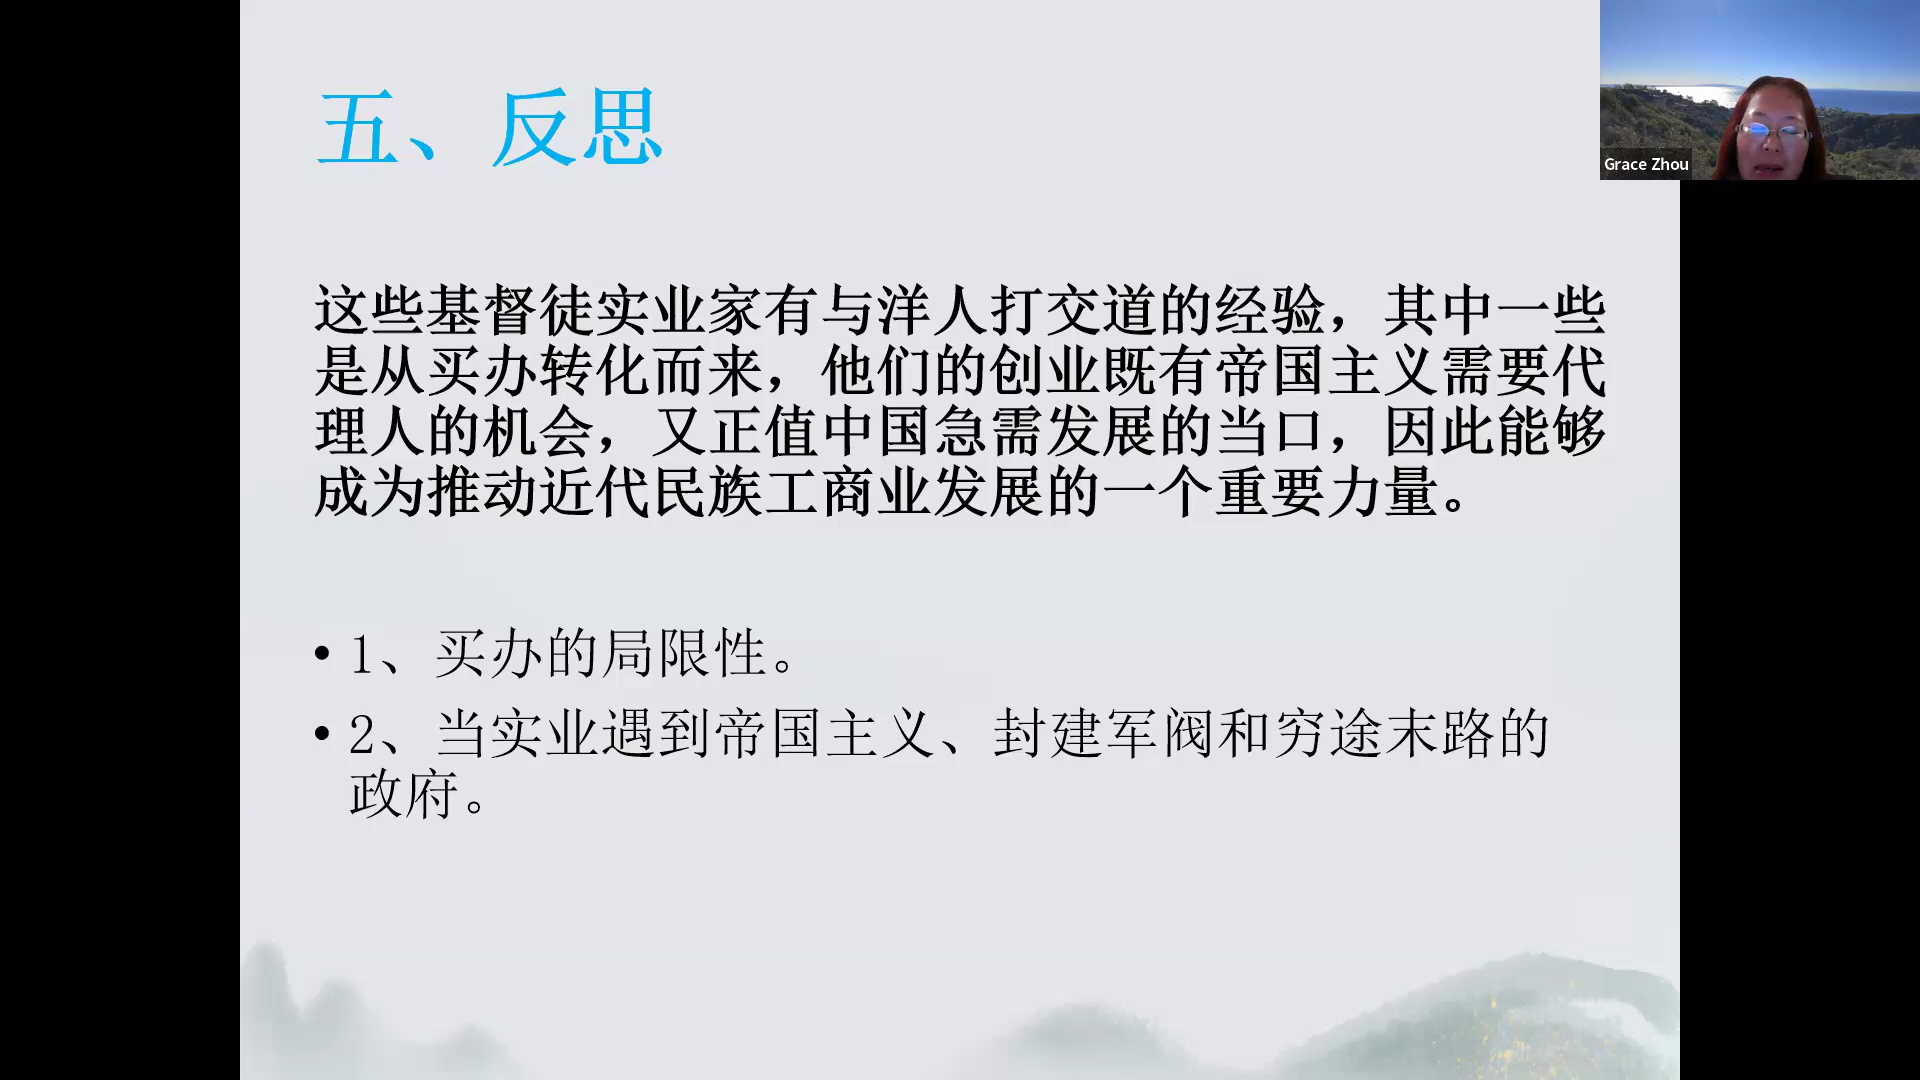 五、反思
Grace Zhou
这些基督徒实业家有与洋人打交道的经验，其中一些
是从买办转化而来，他们的创业既有帝国主义需要代
理人的机会，又正值中国急需发展的当口，因此能够
成为推动近代民族工商业发展的一个重要力量。
• 1、买办的局限性。
• 2、当实业遇到帝国主义、封建军阀和穷途末路的
政府。